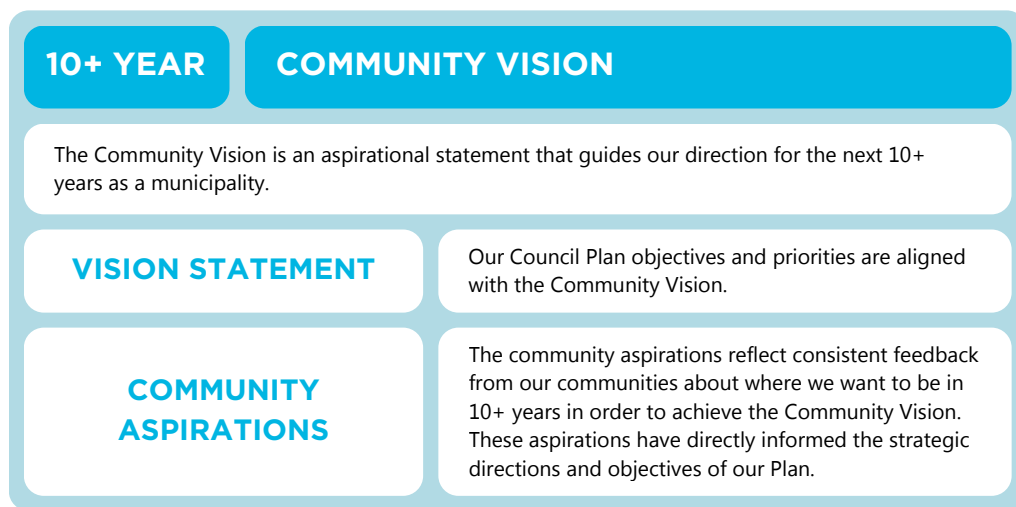 10+ YEAR
COMMUNITY VISION
The Community Vision is an aspirational statement that guides our direction for the next 10+
years as a municipality.
VISION STATEMENT
Our Council Plan objectives and priorities are aligned
with the Community Vision.
COMMUNITY
ASPIRATIONS
The community aspirations reflect consistent feedback
from our communities about where we want to be in
10+ years in order to achieve the Community Vision.
These aspirations have directly informed the strategic
directions and objectives of our Plan.